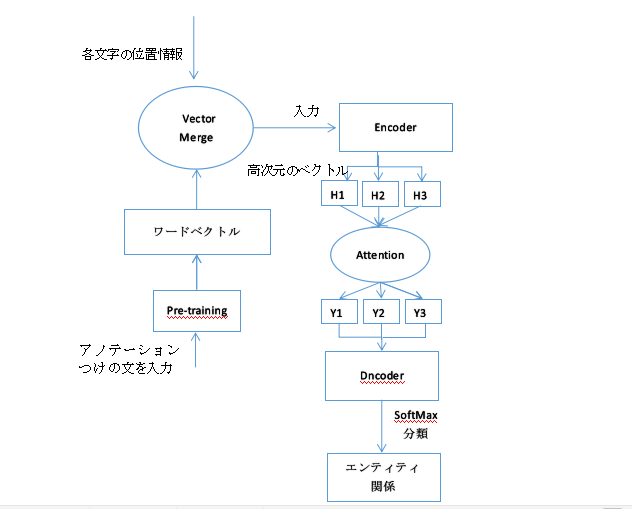 各文字の位置情報
Vector
Merge
入力
Encoder
高次元のベクトル
H1
H2
H3
ワードベクトル
Attention
Pre-training
Y1
Y2
Y3
アノテーション
つけの文を入力
Dncoder
SoftMax
分類
エンティティ
関係